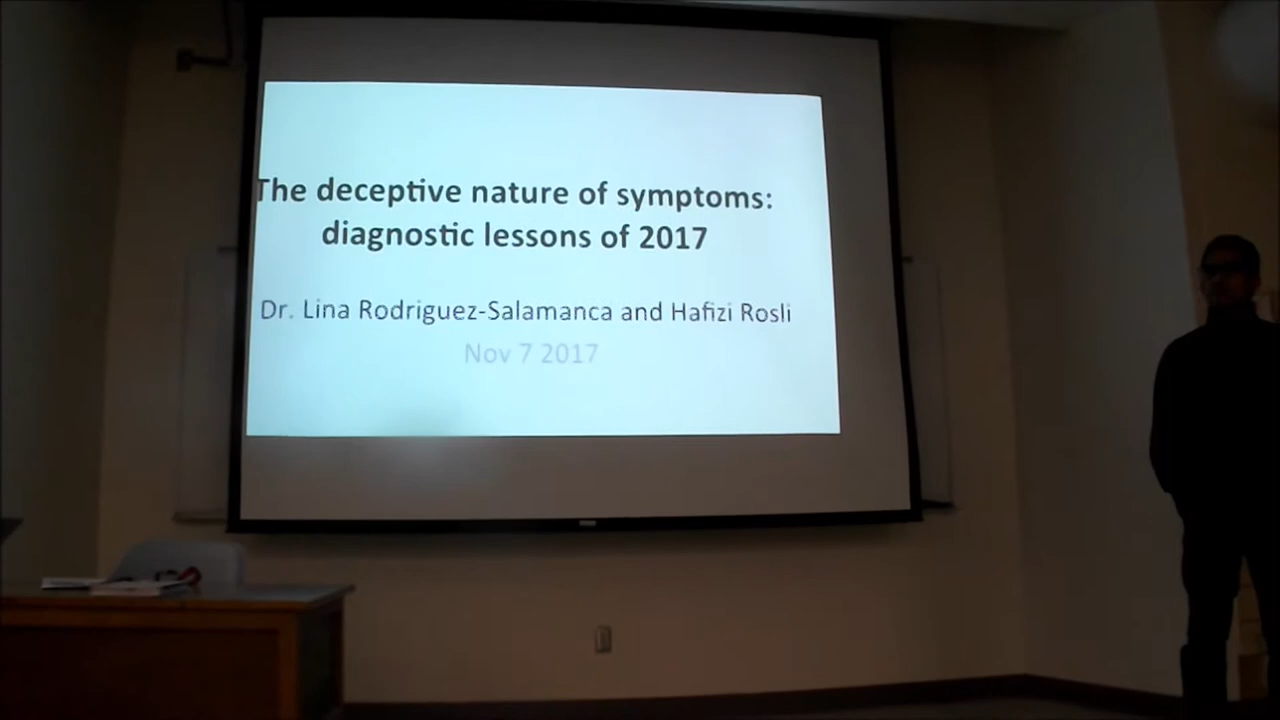 The deceptive nature of symptoms:
diagnostic lessons of 2017
Dr. Lina Rodriguez-Salamanca and Hafizi Rosli
Nov 7 2017